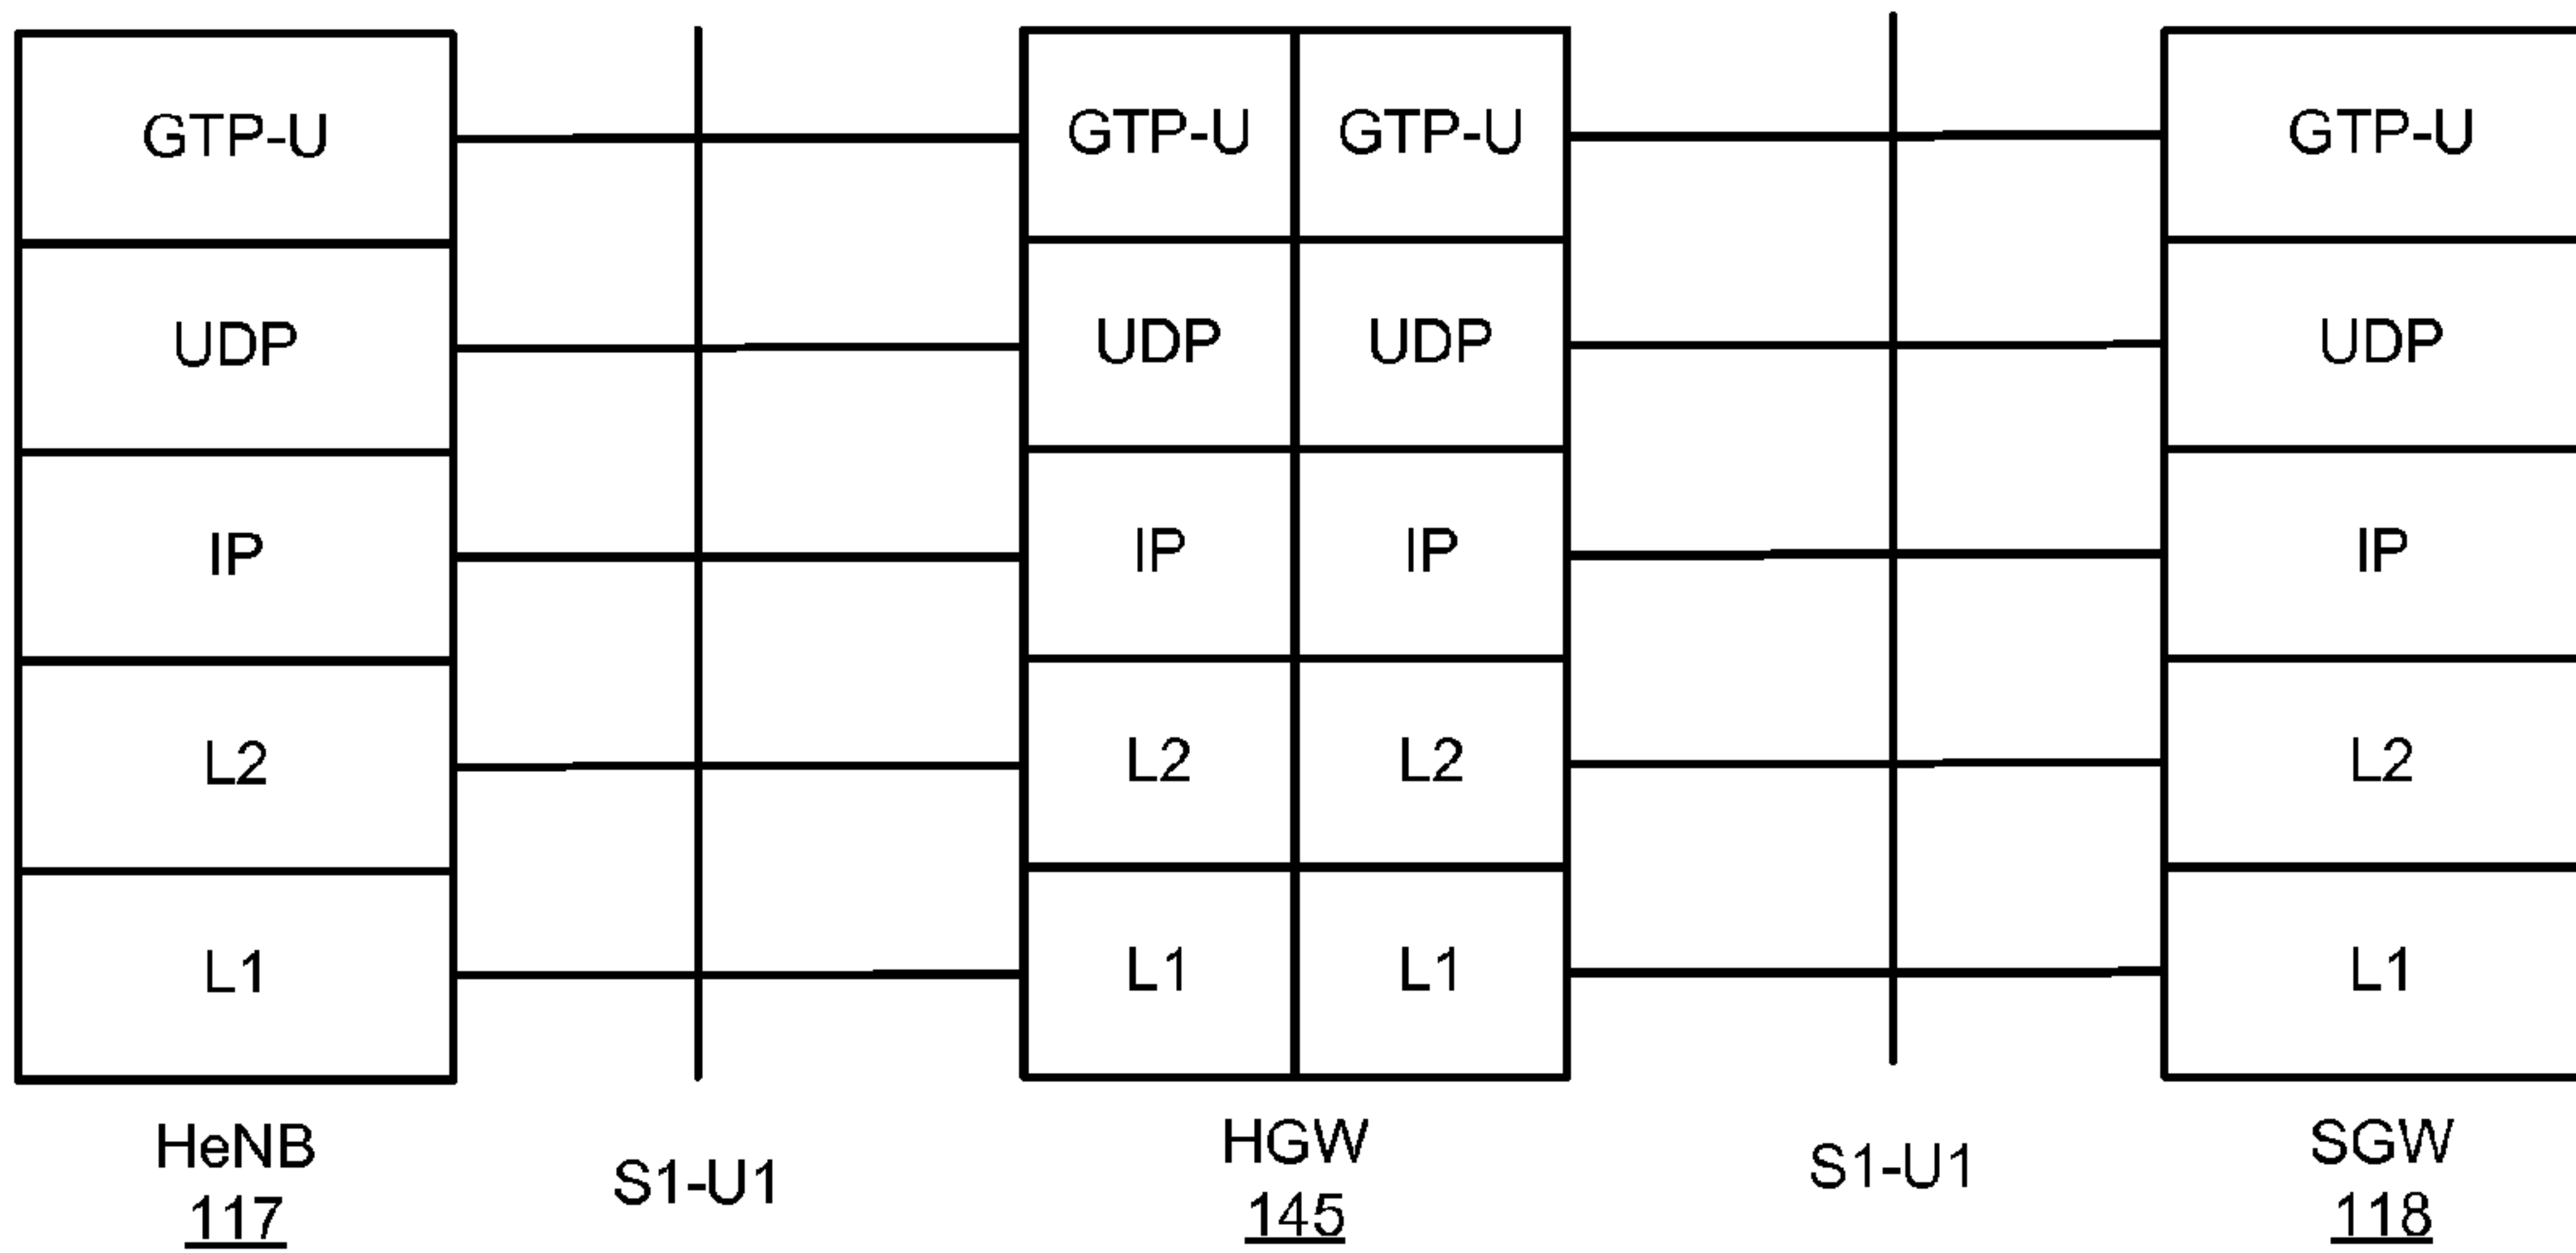 GTP-U GTP-U GTP-U GTP-U
UDP UDP UDP UDP
IP IP IP IP
L2 L2 L2 L2
L1 L1 L1 L1
HeNB S1-U1 HGW S1-U1 SGW
117 145 118